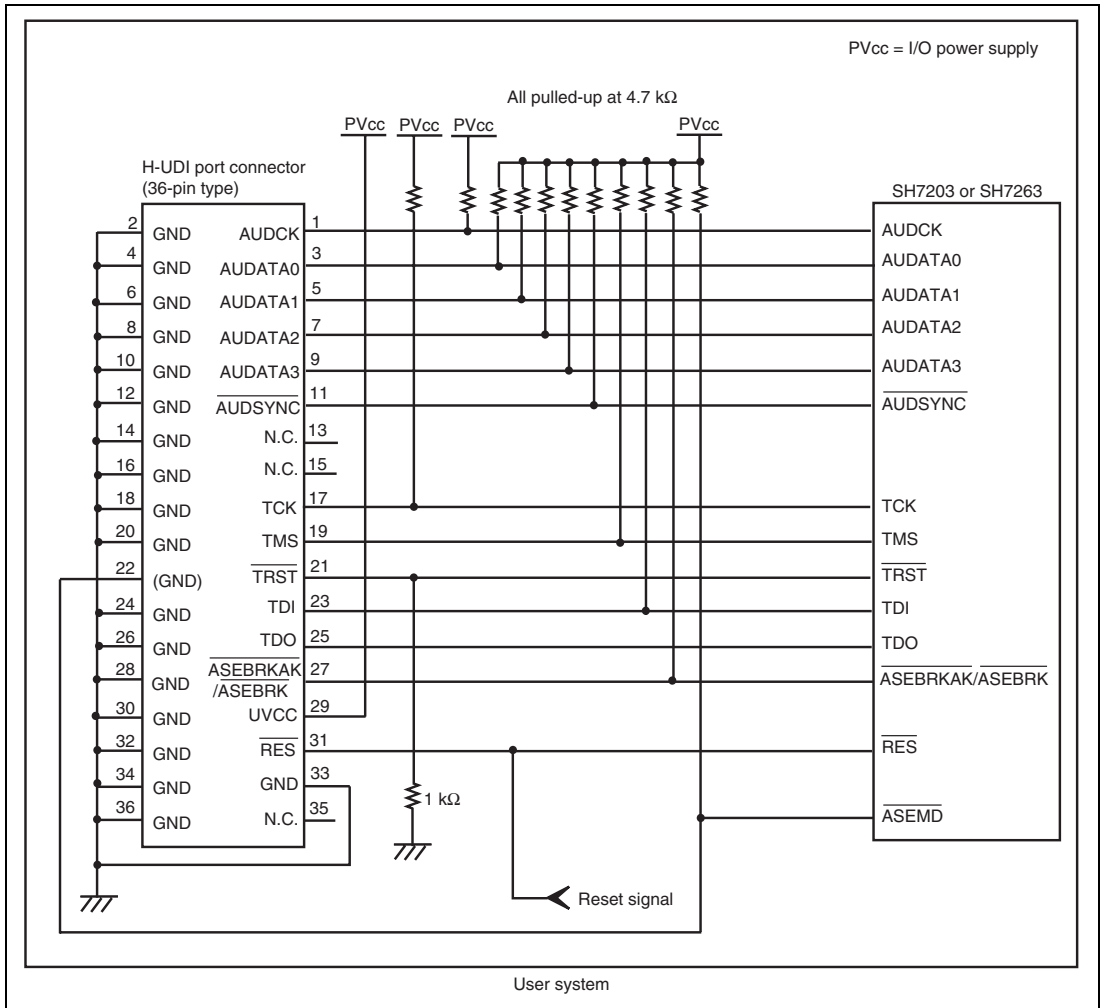 PVcc = I/O power supply
All pulled-up at 4.7 kΩ
PVcc PVcc PVcc PVcc
H-UDI port connector
(36-pin type)
SH7203 or SH7263
2 GND AUDCK 1 AUDCK
4 GND AUDATA0 3 AUDATA0
6 GND AUDATA1 5 AUDATA1
8 GND AUDATA2 7 AUDATA2
10 GND AUDATA3 9 AUDATA3
12 GND AUDSYNC 11 AUDSYNC
14 GND N.C. 13
16 GND N.C. 15
18 GND TCK 17 TCK
20 GND TMS 19 TMS
22 (GND) TRST 21 TRST
24 GND TDI 23 TDI
26 GND TDO 25 TDO
28 GND ASEBRKAK 27 ASEBRKAK/ASEBRK
/ASEBRK
30 GND UVCC 29
32 GND RES 31 RES
34 GND GND 33
1 kΩ
36 GND N.C. 35 ASEMD
Reset signal
User system